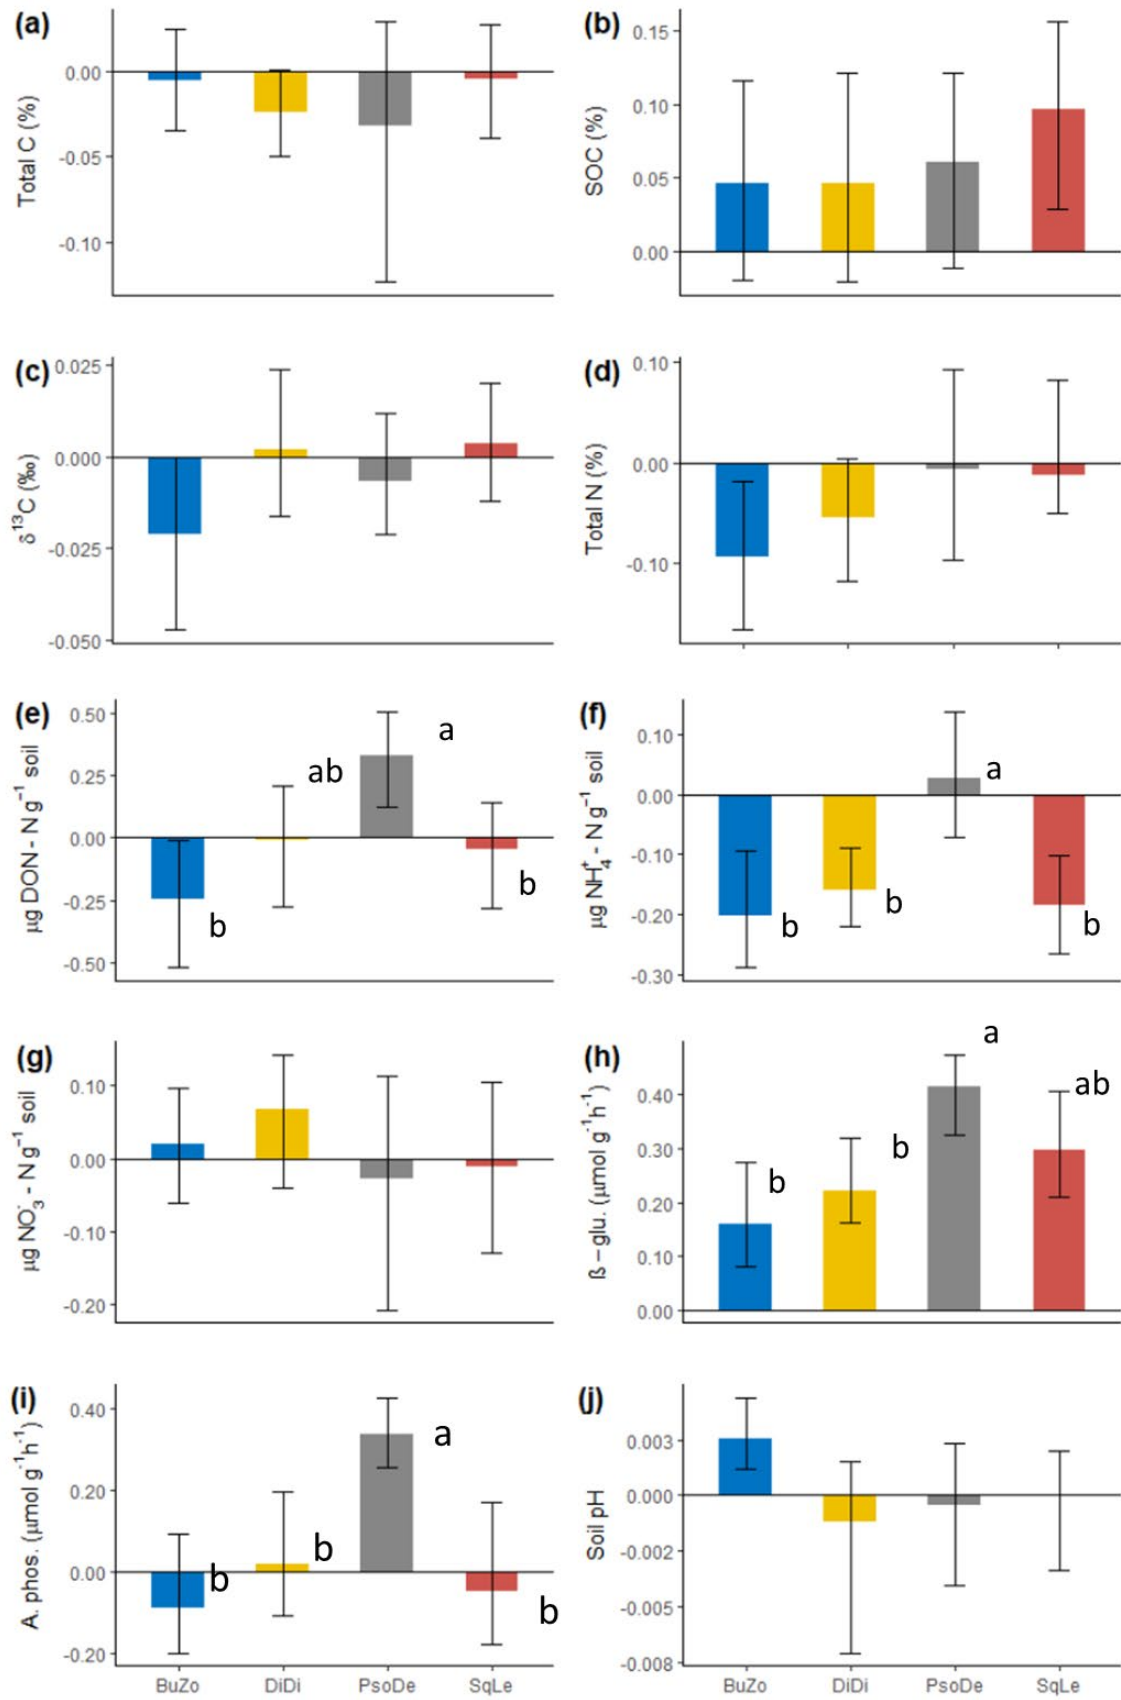 (a)
Total C (%)
0.00
-0.05
-0.10
(b)
SOC (%)
0.15
0.10
0.05
0.00
(c)
δ¹³C (‰)
0.025
0.000
-0.025
-0.050
(d)
Total N (%)
0.10
0.00
-0.10
(e)
µg DON - N g⁻¹ soil
0.50
0.25
0.00
-0.25
-0.50
b
ab
a
b
(f)
µg NH₄⁺ - N g⁻¹ soil
0.10
0.00
-0.10
-0.20
-0.30
b
b
a
b
(g)
µg NO₃⁻ - N g⁻¹ soil
0.10
0.00
-0.10
-0.20
(h)
ß – glu. (µmol g⁻¹h⁻¹)
0.40
0.30
0.20
0.10
0.00
b
b
a
ab
(i)
A. phos. (µmol g⁻¹h⁻¹)
0.40
0.20
0.00
-0.20
b
b
a
b
BuZo DiDi PsoDe SqLe
(j)
Soil pH
0.003
0.000
-0.002
-0.005
-0.008
BuZo DiDi PsoDe SqLe